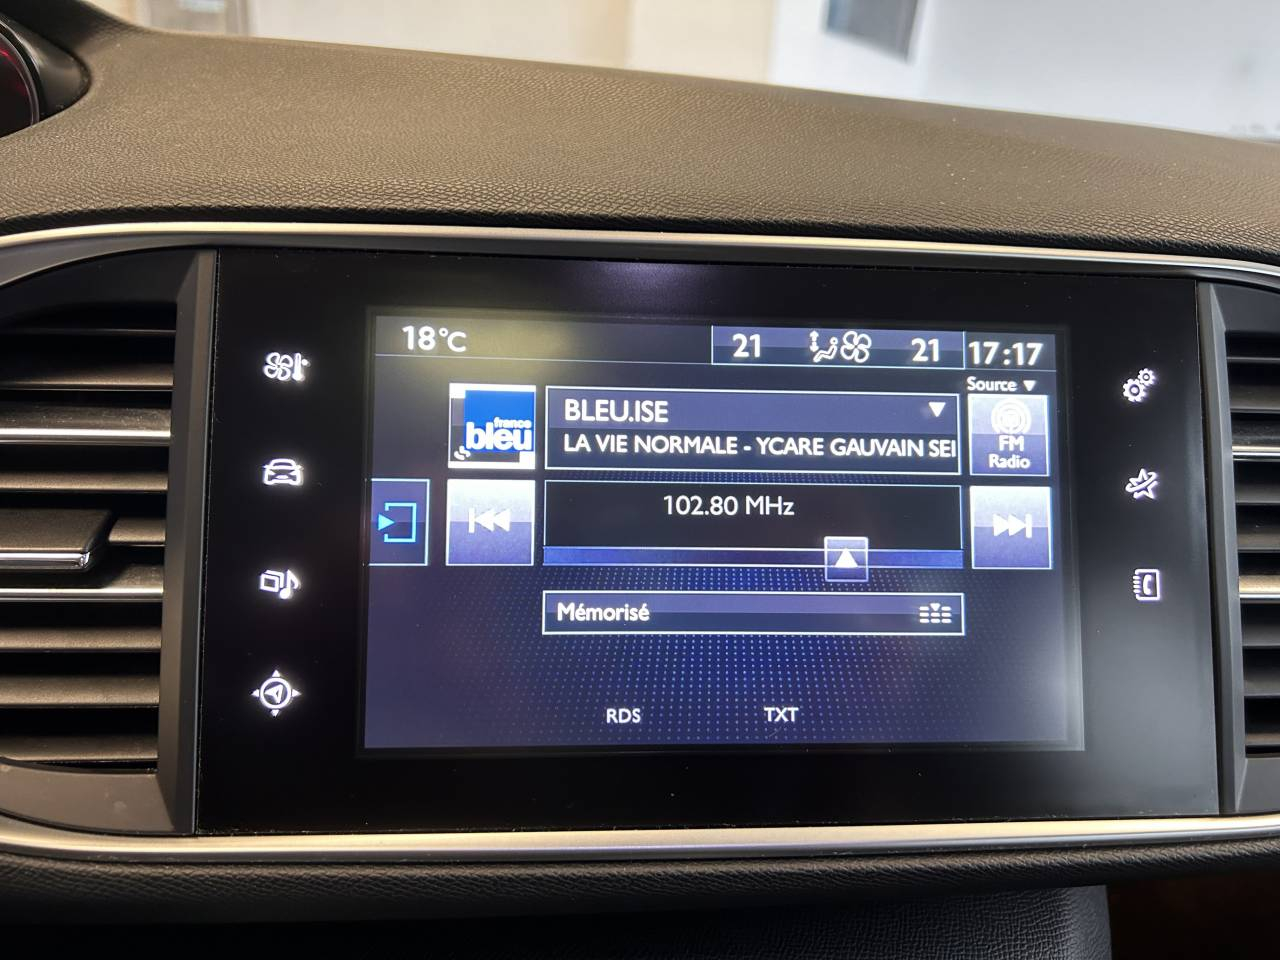 18°C
21
21
17:17
Source ▼
france
bleu
BLEU.ISE
LA VIE NORMALE - YCARE GAUVAIN SEI
FM
Radio
102.80 MHz
Mémorisé
RDS
TXT